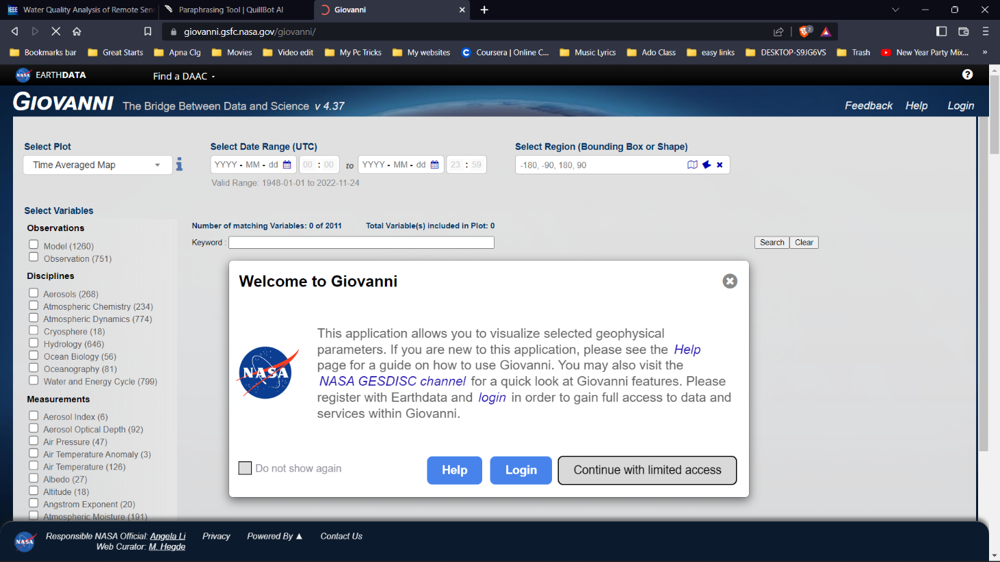 Water Quality Analysis of Remote Sen
Paraphrasing Tool | QuillBot AI
Giovanni
giovanni.gsfc.nasa.gov/giovanni/
2
Bookmarks bar
Great Starts
Apna Clg
Movies
Video edit
My Pc Tricks
My websites
Coursera | Online C...
Music Lyrics
Ado Class
easy links
DESKTOP-S9JG6VS
Trash
New Year Party Mix...
»
NASA EARTHDATA
Find a DAAC
GIOVANNI The Bridge Between Data and Science v 4.37
Feedback Help Login
Select Plot
Time Averaged Map
Select Date Range (UTC)
YYYY - MM - dd 00 : 00 to YYYY - MM - dd 23 : 59
Valid Range: 1948-01-01 to 2022-11-24
Select Region (Bounding Box or Shape)
-180, -90, 180, 90
Select Variables
Observations
Model (1260)
Observation (751)
Disciplines
Aerosols (268)
Atmospheric Chemistry (234)
Atmospheric Dynamics (774)
Cryosphere (18)
Hydrology (646)
Ocean Biology (56)
Oceanography (81)
Water and Energy Cycle (799)
Measurements
Aerosol Index (6)
Aerosol Optical Depth (92)
Air Pressure (47)
Air Temperature Anomaly (3)
Air Temperature (126)
Albedo (27)
Altitude (18)
Angstrom Exponent (20)
Atmospheric Moisture (191)
Number of matching Variables: 0 of 2011
Total Variable(s) included in Plot: 0
Keyword :
Search Clear
Welcome to Giovanni
NASA
This application allows you to visualize selected geophysical
parameters. If you are new to this application, please see the Help
page for a guide on how to use Giovanni. You may also visit the
NASA GESDISC channel for a quick look at Giovanni features. Please
register with Earthdata and login in order to gain full access to data and
services within Giovanni.
Do not show again
Help
Login
Continue with limited access
NASA
Responsible NASA Official: Angela Li
Web Curator: M. Hegde
Privacy
Powered By ▲
Contact Us